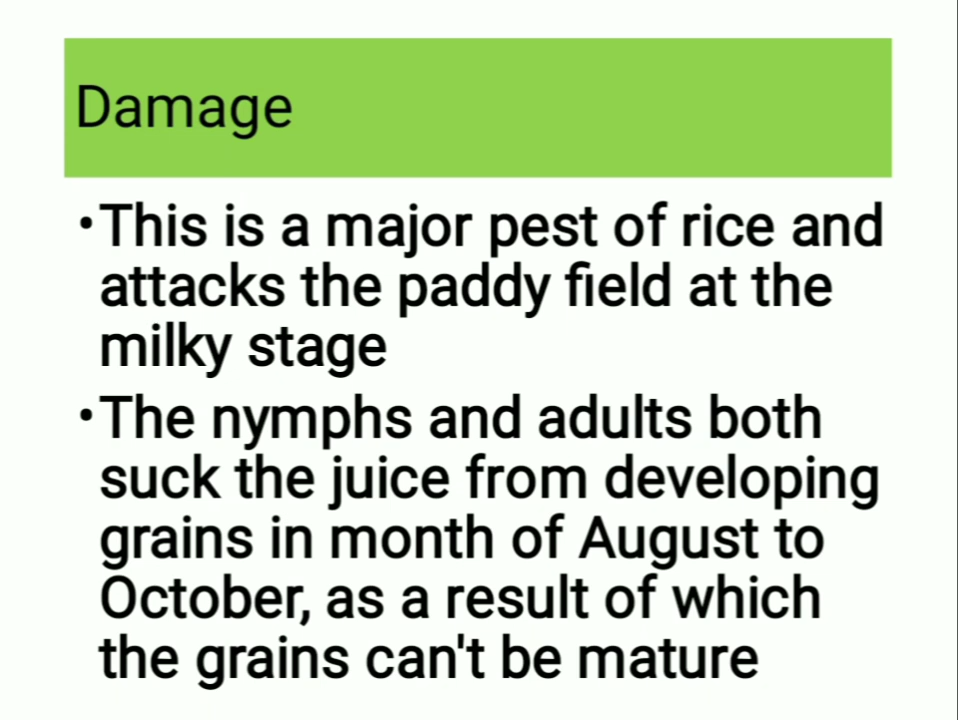 Damage
•This is a major pest of rice and
attacks the paddy field at the
milky stage
•The nymphs and adults both
suck the juice from developing
grains in month of August to
October, as a result of which
the grains can't be mature